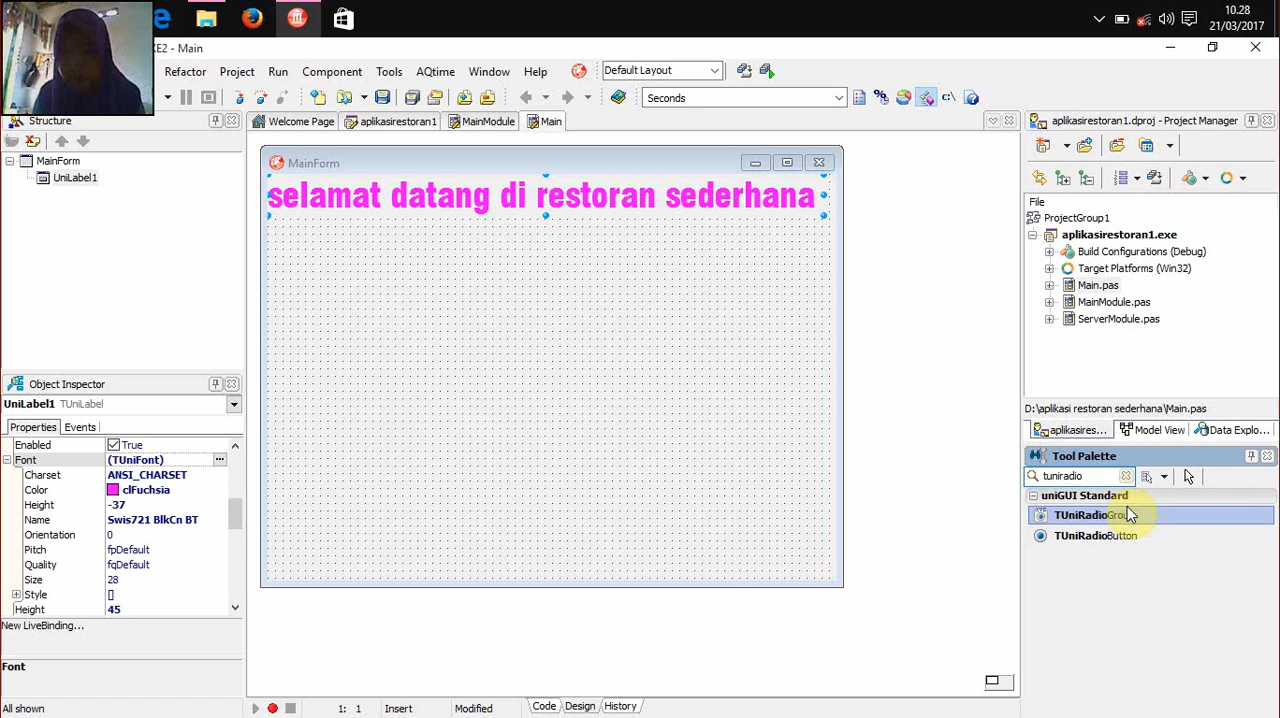 10.28
21/03/2017
XE2 - Main
Refactor Project Run Component Tools AQtime Window Help Default Layout
Seconds
Structure
Welcome Page aplikasirestoran1 MainModule Main
aplikasirestoran1.dproj - Project Manager
MainForm
UniLabel1
MainForm
selamat datang di restoran sederhana
File
ProjectGroup1
aplikasirestoran1.exe
Build Configurations (Debug)
Target Platforms (Win32)
Main.pas
MainModule.pas
ServerModule.pas
Object Inspector
UniLabel1 TUniLabel
Properties Events
Enabled True
Font (TUniFont)
Charset ANSI_CHARSET
Color clFuchsia
Height -37
Name Swis721 BlkCn BT
Orientation 0
Pitch fpDefault
Quality fqDefault
Size 28
Style []
Height 45
New LiveBinding...
Font
All shown
D:\aplikasi restoran sederhana\Main.pas
aplikasires... Model View Data Explo...
Tool Palette
tuniradio
uniGUI Standard
TUniRadioGroup
TUniRadioButton
1: 1 Insert Modified Code Design History